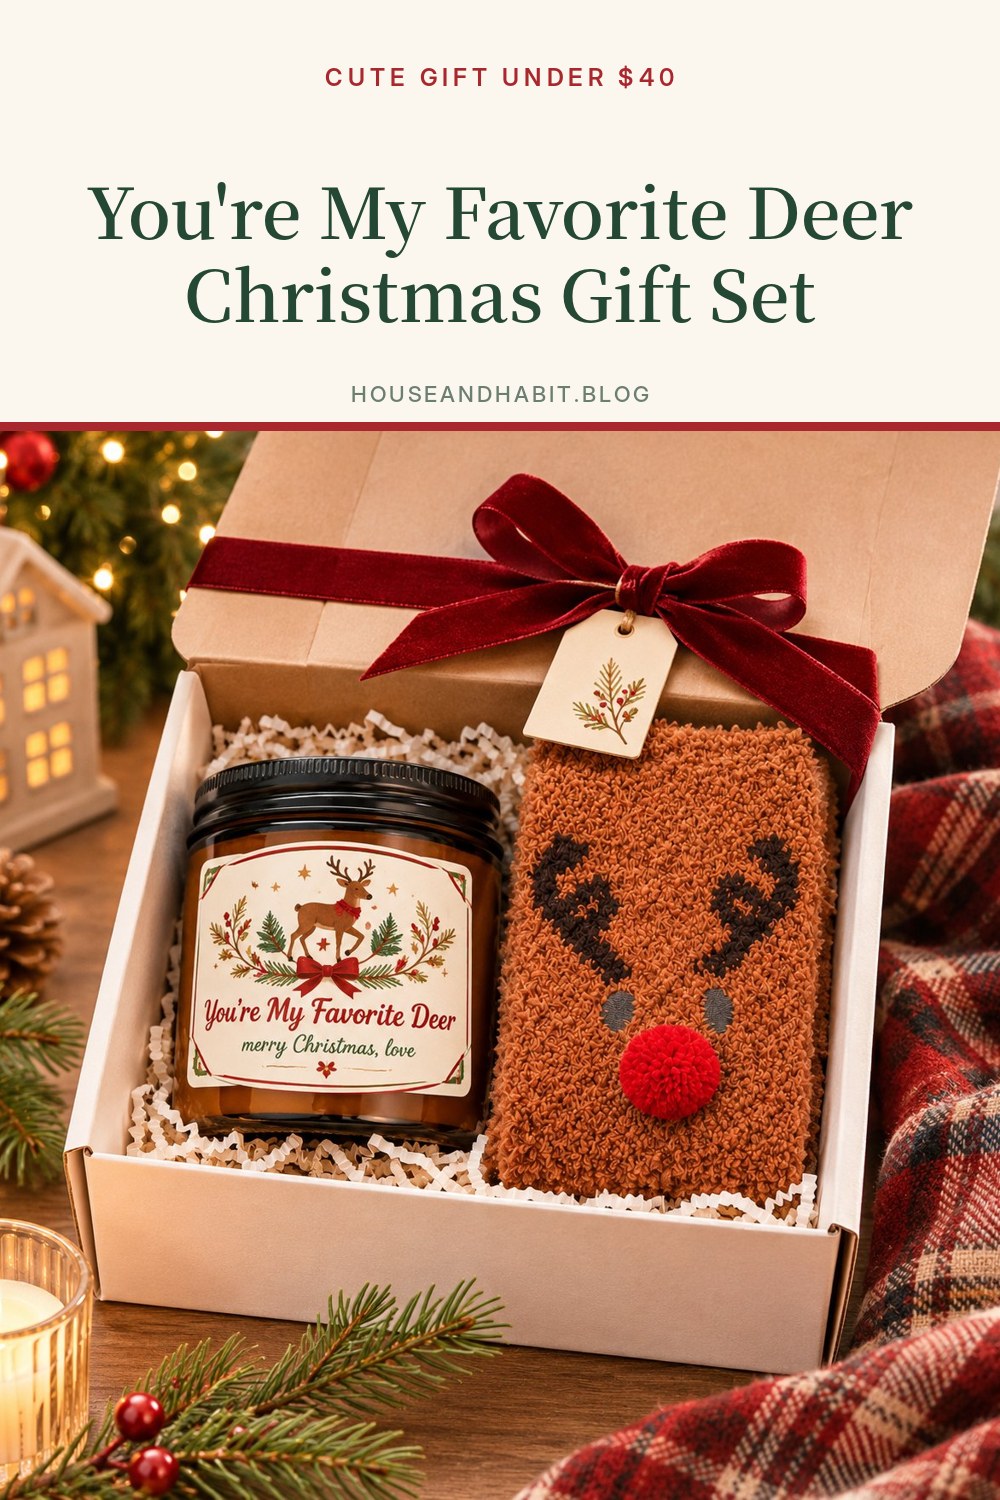 CUTE GIFT UNDER $40
You're My Favorite Deer
Christmas Gift Set
HOUSEANDHABIT.BLOG
You're My Favorite Deer
merry Christmas, love